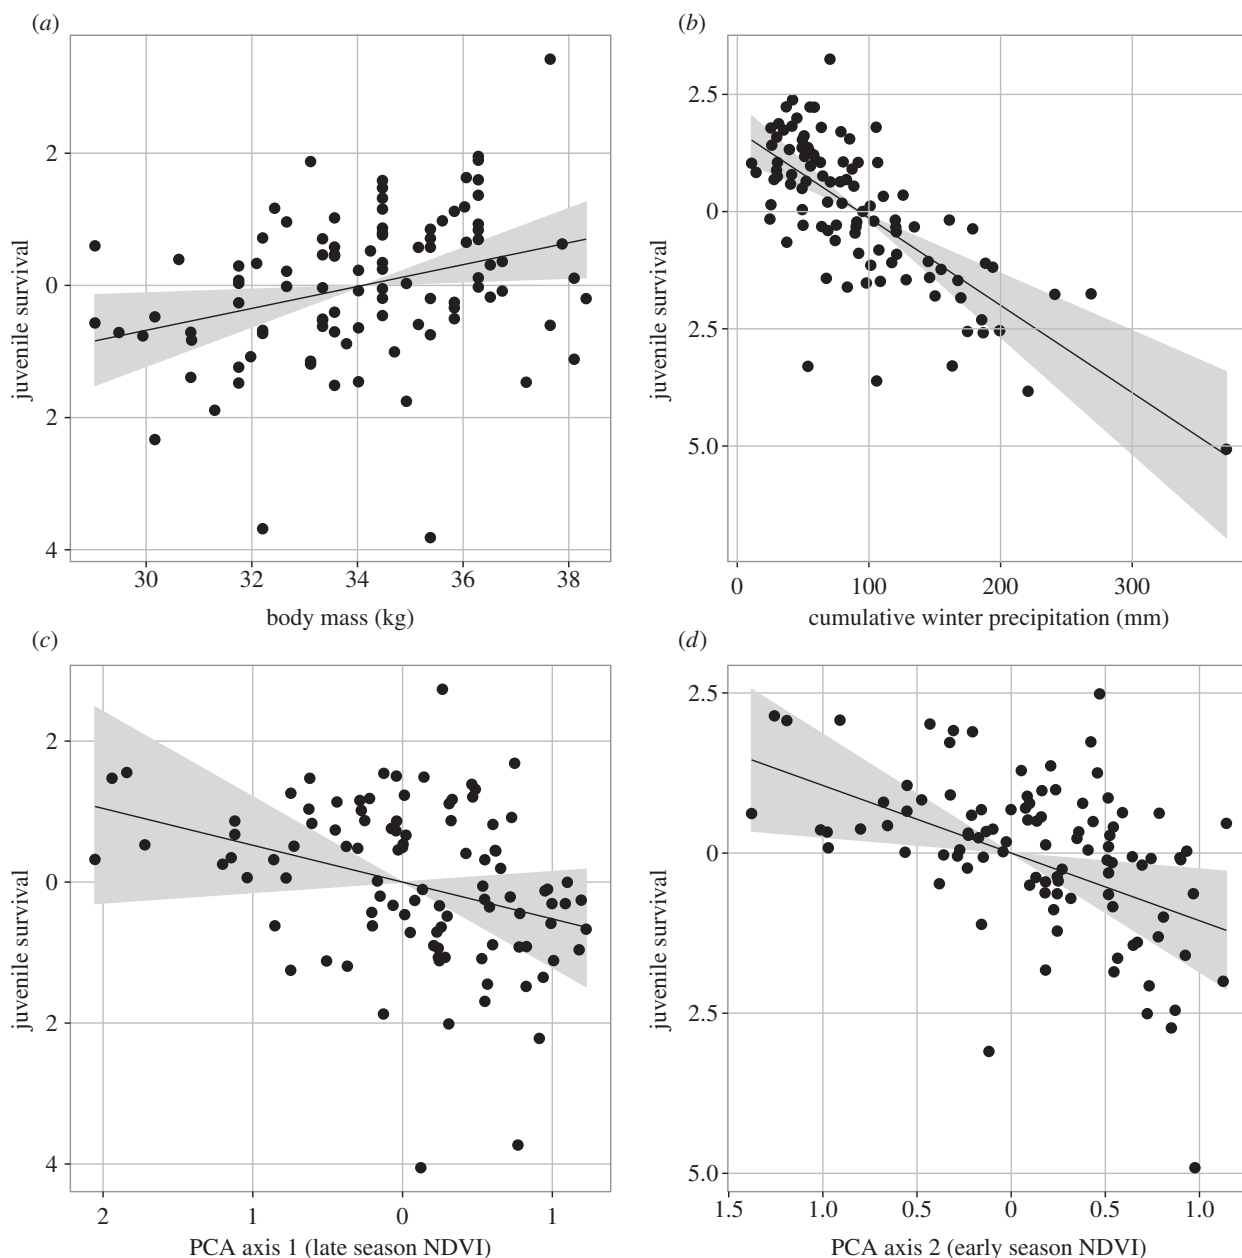 (a)
2
0
2
4
juvenile survival
30 32 34 36 38
body mass (kg)
(b)
2.5
0
2.5
5.0
juvenile survival
0 100 200 300
cumulative winter precipitation (mm)
(c)
2
0
2
4
juvenile survival
2 1 0 1
PCA axis 1 (late season NDVI)
(d)
2.5
0
2.5
5.0
juvenile survival
1.5 1.0 0.5 0 0.5 1.0
PCA axis 2 (early season NDVI)